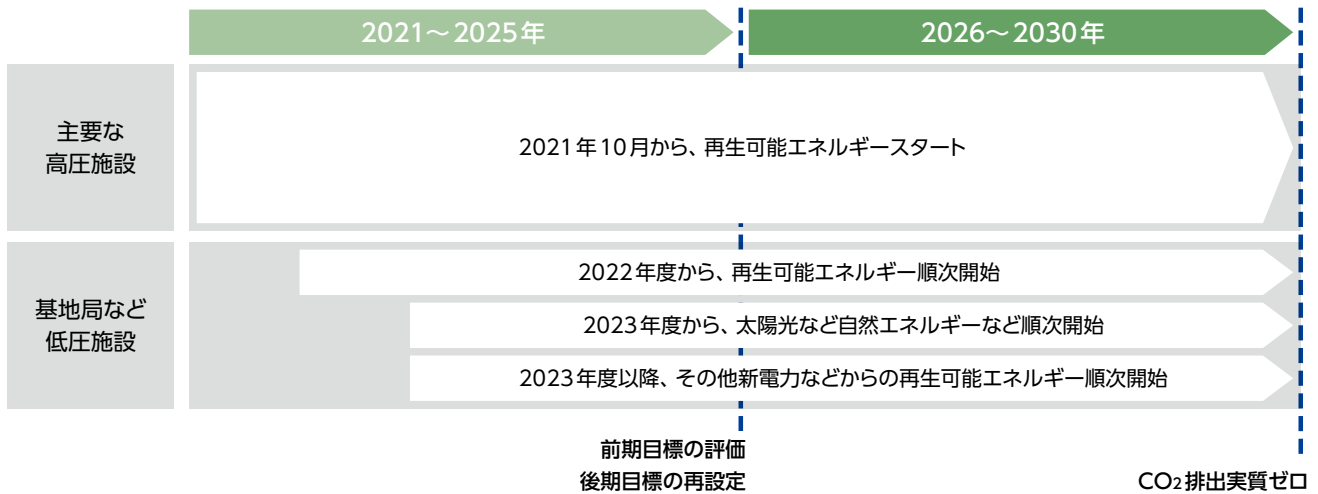 2021〜2025年
2026〜2030年
主要な
高圧施設
2021年10月から、再生可能エネルギースタート
基地局など
低圧施設
2022年度から、再生可能エネルギー順次開始
2023年度から、太陽光など自然エネルギーなど順次開始
2023年度以降、その他新電力などからの再生可能エネルギー順次開始
前期目標の評価
後期目標の再設定
CO₂排出実質ゼロ